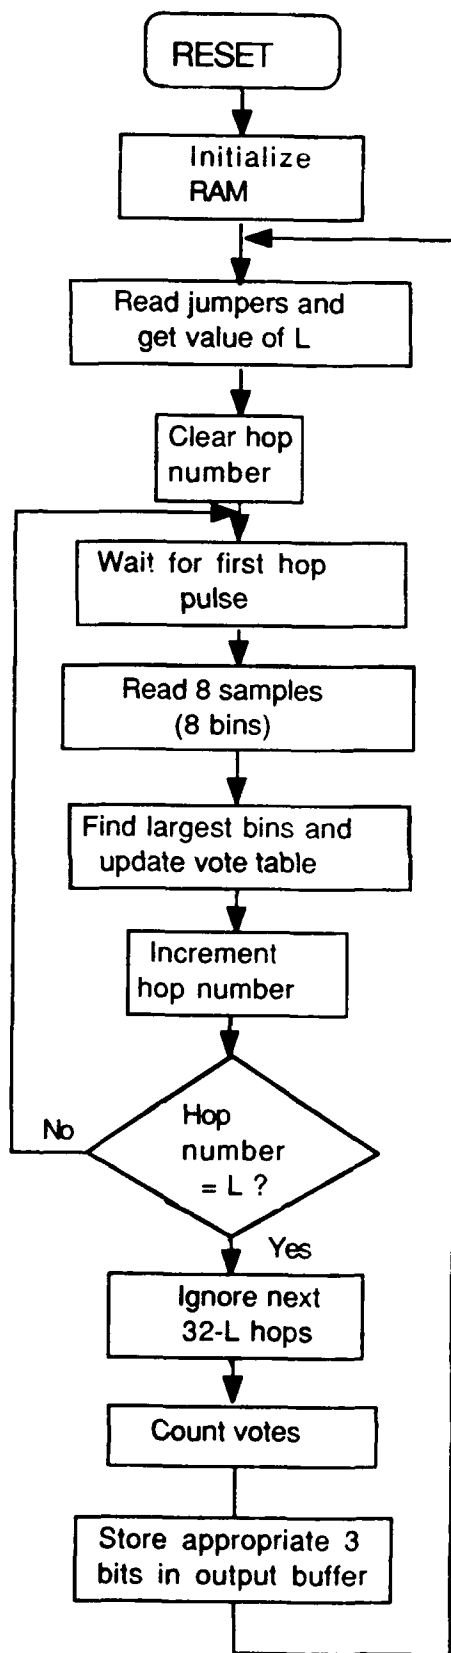 RESET
Initialize
RAM
Read jumpers and
get value of L
Clear hop
number
Wait for first hop
pulse
Read 8 samples
(8 bins)
Find largest bins and
update vote table
Increment
hop number
Hop
number
= L ?
No
Yes
Ignore next
32-L hops
Count votes
Store appropriate 3
bits in output buffer